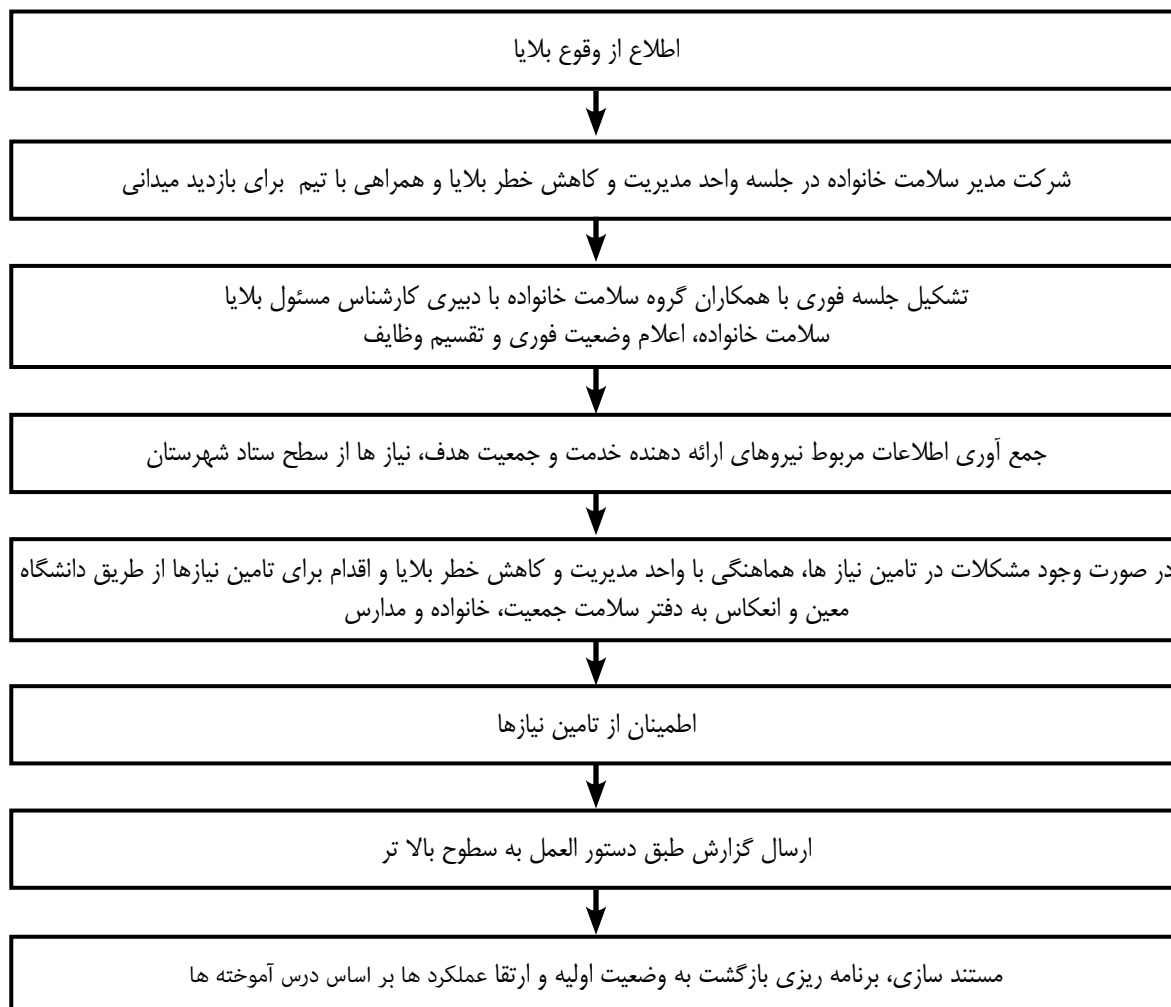 اطلاع از وقوع بلایا
شرکت مدیر سلامت خانواده در جلسه واحد مدیریت و کاهش خطر بلایا و همراهی با تیم برای بازدید میدانی
تشکیل جلسه فوری با همکاران گروه سلامت خانواده با دبیری کارشناس مسئول بلایا
سلامت خانواده، اعلام وضعیت فوری و تقسیم وظایف
جمع آوری اطلاعات مربوط نیروهای ارائه دهنده خدمت و جمعیت هدف، نیاز ها از سطح ستاد شهرستان
در صورت وجود مشکلات در تامین نیاز ها، هماهنگی با واحد مدیریت و کاهش خطر بلایا و اقدام برای تامین نیازها از طریق دانشگاه
معین و انعکاس به دفتر سلامت جمعیت، خانواده و مدارس
اطمینان از تامین نیازها
ارسال گزارش طبق دستور العمل به سطوح بالا تر
مستند سازی، برنامه ریزی بازگشت به وضعیت اولیه و ارتقا عملکرد ها بر اساس درس آموخته ها